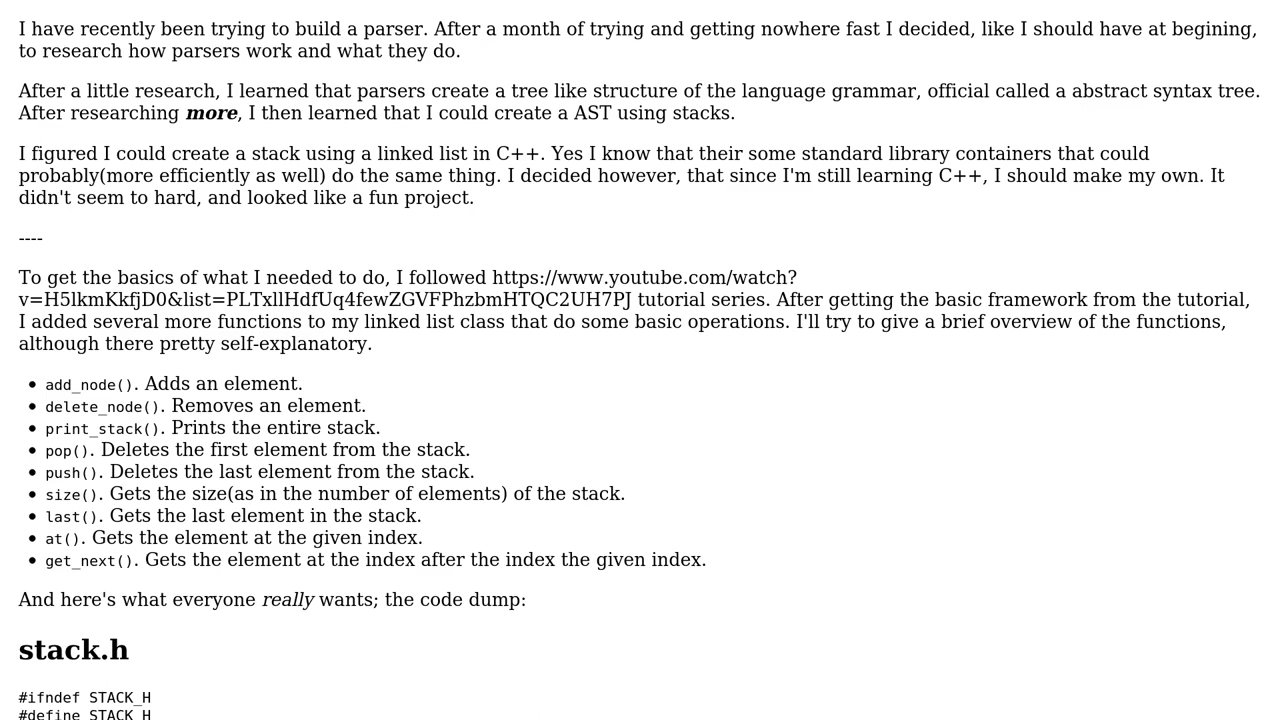 I have recently been trying to build a parser. After a month of trying and getting nowhere fast I decided, like I should have at begining,
to research how parsers work and what they do.
After a little research, I learned that parsers create a tree like structure of the language grammar, official called a abstract syntax tree.
After researching more, I then learned that I could create a AST using stacks.
I figured I could create a stack using a linked list in C++. Yes I know that their some standard library containers that could
probably(more efficiently as well) do the same thing. I decided however, that since I'm still learning C++, I should make my own. It
didn't seem to hard, and looked like a fun project.
----
To get the basics of what I needed to do, I followed https://www.youtube.com/watch?
v=H5lkmKkfjD0&list=PLTxllHdfUq4fewZGVFPhzbmHTQC2UH7PJ tutorial series. After getting the basic framework from the tutorial,
I added several more functions to my linked list class that do some basic operations. I'll try to give a brief overview of the functions,
although there pretty self-explanatory.
• add_node(). Adds an element.
• delete_node(). Removes an element.
• print_stack(). Prints the entire stack.
• pop(). Deletes the first element from the stack.
• push(). Deletes the last element from the stack.
• size(). Gets the size(as in the number of elements) of the stack.
• last(). Gets the last element in the stack.
• at(). Gets the element at the given index.
• get_next(). Gets the element at the index after the index the given index.
And here's what everyone really wants; the code dump:
stack.h
#ifndef STACK_H
#define STACK_H